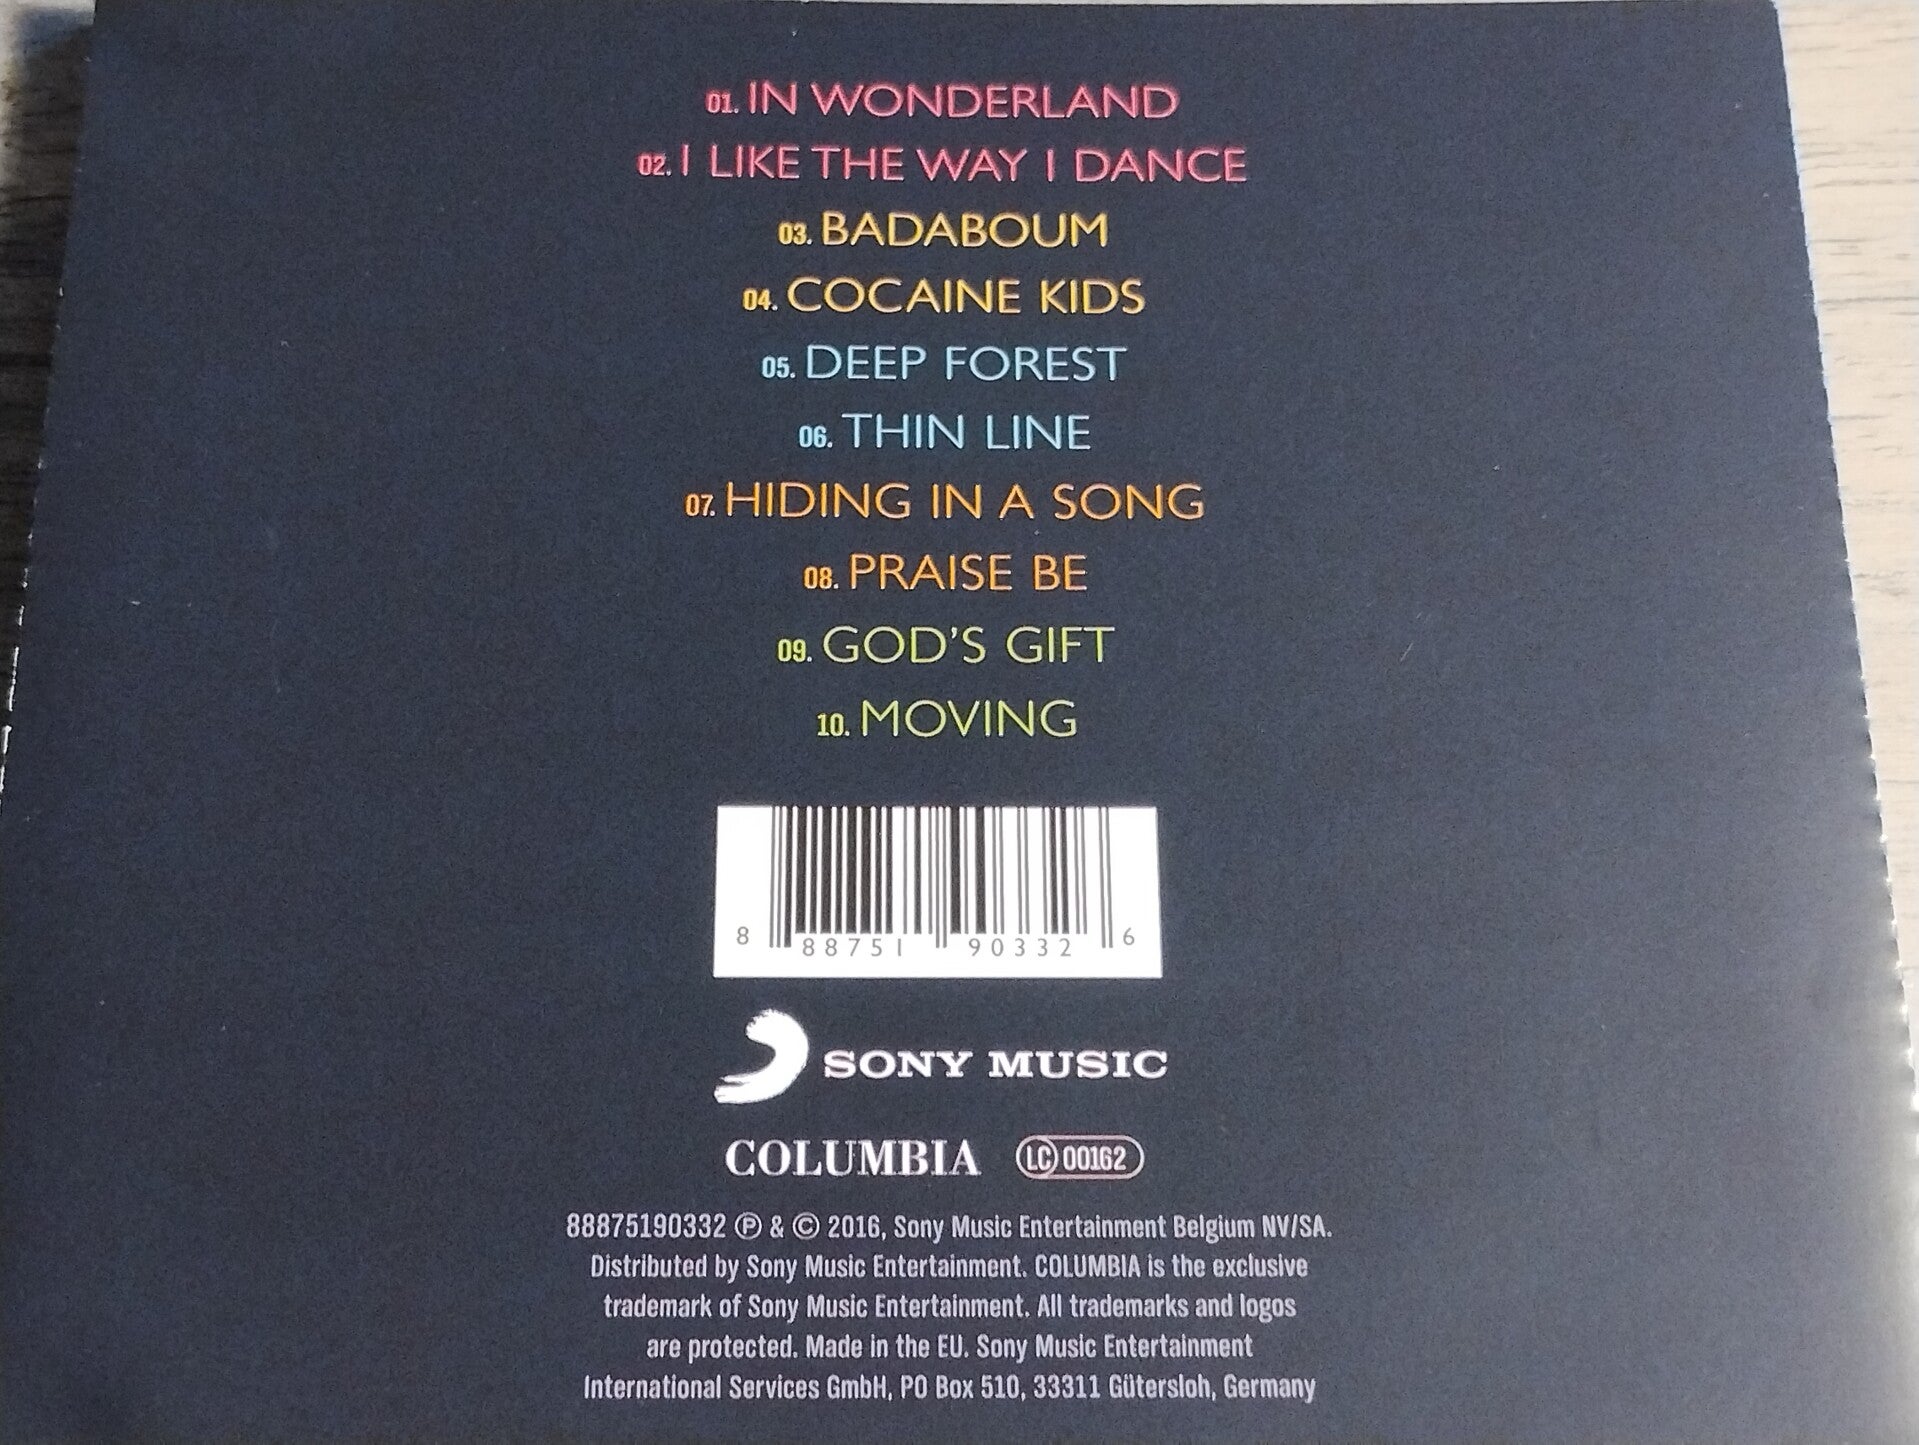 01. IN WONDERLAND
02. I LIKE THE WAY I DANCE
03. BADABOUM
04. COCAINE KIDS
05. DEEP FOREST
06. THIN LINE
07. HIDING IN A SONG
08. PRAISE BE
09. GOD'S GIFT
10. MOVING
8 88751 90332 6
SONY MUSIC
COLUMBIA LC 00162
88875190332 ℗ & © 2016, Sony Music Entertainment Belgium NV/SA.
Distributed by Sony Music Entertainment. COLUMBIA is the exclusive
trademark of Sony Music Entertainment. All trademarks and logos
are protected. Made in the EU. Sony Music Entertainment
International Services GmbH, PO Box 510, 33311 Gütersloh, Germany